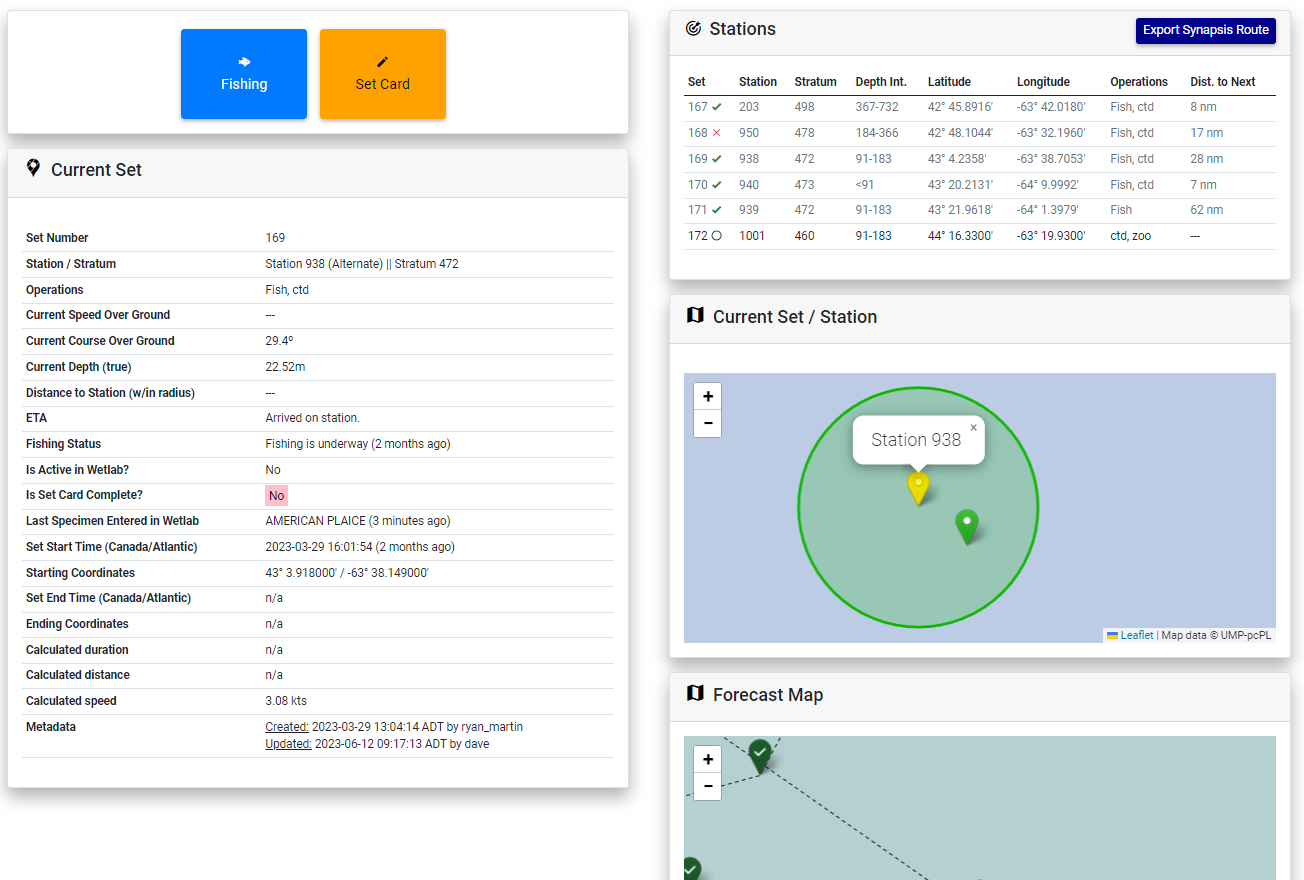 Fishing
Set Card
Current Set
Set Number 169
Station / Stratum Station 938 (Alternate) || Stratum 472
Operations Fish, ctd
Current Speed Over Ground ---
Current Course Over Ground 29.4º
Current Depth (true) 22.52m
Distance to Station (w/in radius) ---
ETA Arrived on station.
Fishing Status Fishing is underway (2 months ago)
Is Active in Wetlab? No
Is Set Card Complete? No
Last Specimen Entered in Wetlab AMERICAN PLAICE (3 minutes ago)
Set Start Time (Canada/Atlantic) 2023-03-29 16:01:54 (2 months ago)
Starting Coordinates 43° 3.918000' / -63° 38.149000'
Set End Time (Canada/Atlantic) n/a
Ending Coordinates n/a
Calculated duration n/a
Calculated distance n/a
Calculated speed 3.08 kts
Metadata Created: 2023-03-29 13:04:14 ADT by ryan_martin
Updated: 2023-06-12 09:17:13 ADT by dave
Stations
Export Synapsis Route
Set Station Stratum Depth Int. Latitude Longitude Operations Dist. to Next
167 ✓ 203 498 367-732 42° 45.8916' -63° 42.0180' Fish, ctd 8 nm
168 × 950 478 184-366 42° 48.1044' -63° 32.1960' Fish, ctd 17 nm
169 ✓ 938 472 91-183 43° 4.2358' -63° 38.7053' Fish, ctd 28 nm
170 ✓ 940 473 <91 43° 20.2131' -64° 9.9992' Fish, ctd 7 nm
171 ✓ 939 472 91-183 43° 21.9618' -64° 1.3979' Fish 62 nm
172 ○ 1001 460 91-183 44° 16.3300' -63° 19.9300' ctd, zoo ---
Current Set / Station
+
−
Station 938
×
Leaflet | Map data © UMP-pcPL
Forecast Map
+
−